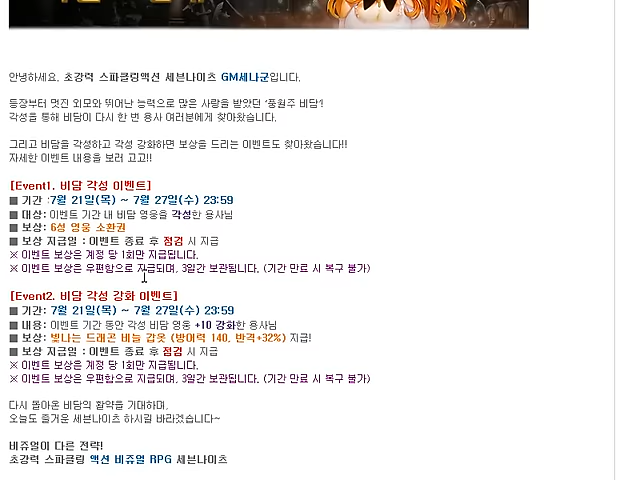 안녕하세요, 초강력 스파클링액션 세븐나이츠 GM세나군입니다.
등장부터 멋진 외모와 뛰어난 능력으로 많은 사랑을 받았던 '풍월주 비담'!
각성을 통해 비담이 다시 한 번 용사 여러분에게 찾아왔습니다.
그리고 비담을 각성하고 각성 강화하면 보상을 드리는 이벤트도 찾아왔습니다!!
자세한 이벤트 내용을 보러 고고!!
[Event1. 비담 각성 이벤트]
■ 기간 :7월 21일(목) ~ 7월 27일(수) 23:59
■ 대상: 이벤트 기간 내 비담 영웅을 각성한 용사님
■ 보상: 6성 영웅 소환권
■ 보상 지급일 : 이벤트 종료 후 점검 시 지급
※ 이벤트 보상은 계정 당 1회만 지급됩니다.
※ 이벤트 보상은 우편함으로 지급되며, 3일간 보관됩니다. (기간 만료 시 복구 불가)
[Event2. 비담 각성 강화 이벤트]
■ 기간: 7월 21일(목) ~ 7월 27일(수) 23:59
■ 내용: 이벤트 기간 동안 각성 비담 영웅 +10 강화한 용사님
■ 보상: 빛나는 드래곤 비늘 갑옷 (방어력 140, 반격+32%) 지급!
■ 보상 지급일 : 이벤트 종료 후 점검 시 지급
※ 이벤트 보상은 계정 당 1회만 지급됩니다.
※ 이벤트 보상은 우편함으로 지급되며, 3일간 보관됩니다. (기간 만료 시 복구 불가)
다시 돌아온 비담의 활약을 기대하며,
오늘도 즐거운 세븐나이츠 하시길 바라겠습니다~
비쥬얼이 다른 전략!
초강력 스파클링 액션 비쥬얼 RPG 세븐나이츠